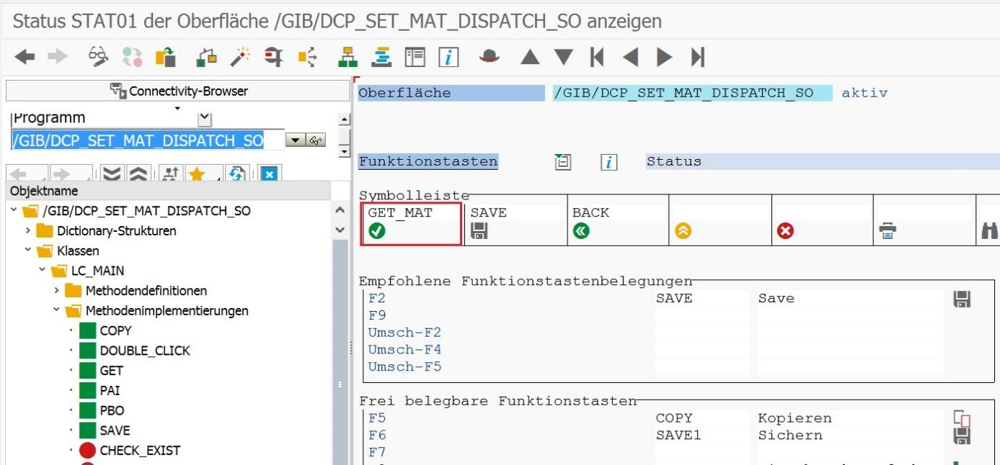 Status STAT01 der Oberfläche /GIB/DCP_SET_MAT_DISPATCH_SO anzeigen
Connectivity-Browser
Programm
/GIB/DCP_SET_MAT_DISPATCH_SO
Objektname
/GIB/DCP_SET_MAT_DISPATCH_SO
Dictionary-Strukturen
Klassen
LC_MAIN
Methodendefinitionen
Methodenimplementierungen
COPY
DOUBLE_CLICK
GET
PAI
PBO
SAVE
CHECK_EXIST
Oberfläche /GIB/DCP_SET_MAT_DISPATCH_SO aktiv
Funktionstasten Status
Symbolleiste
GET_MAT SAVE BACK
Empfohlene Funktionstastenbelegungen
F2 SAVE Save
F9
Umsch-F2
Umsch-F4
Umsch-F5
Frei belegbare Funktionstasten
F5 COPY Kopieren
F6 SAVE1 Sichern
F7